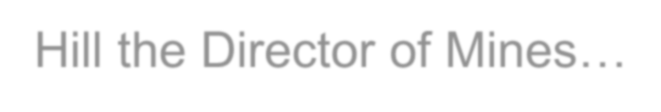 Hill the Director of Mines…